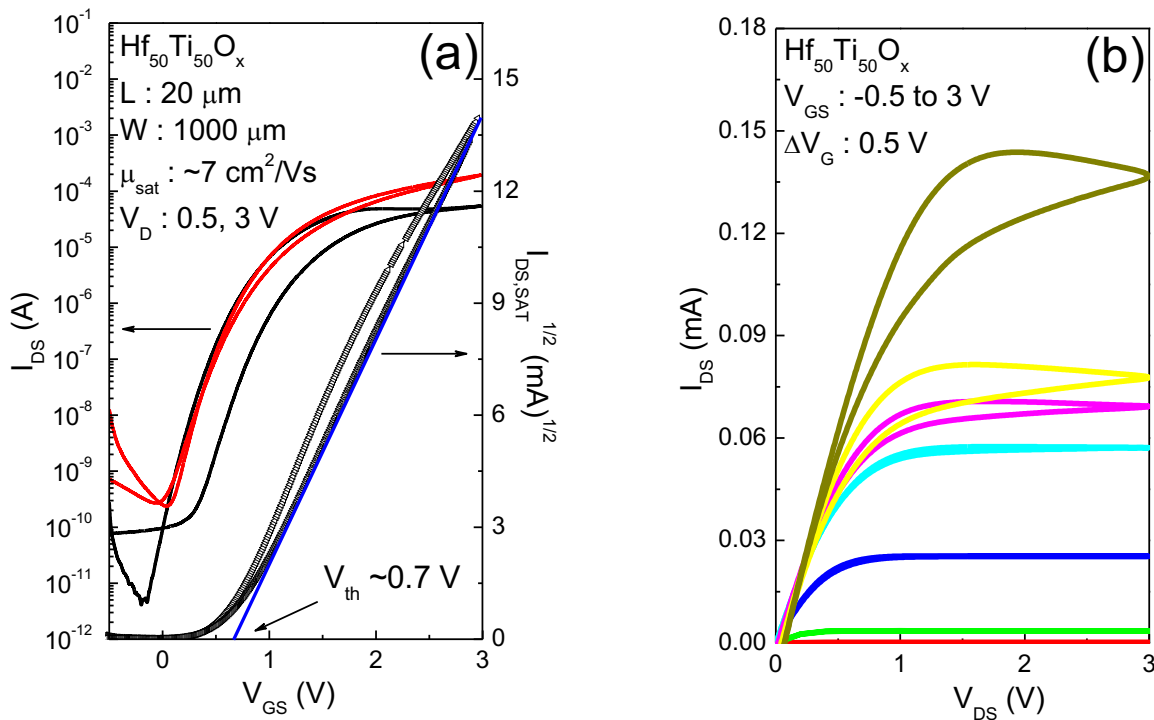 (a)
Hf50Ti50Ox
L : 20 μm
W : 1000 μm
μsat : ~7 cm2/Vs
VD : 0.5, 3 V
Vth ~0.7 V
IDS (A)
10-1
10-2
10-3
10-4
10-5
10-6
10-7
10-8
10-9
10-10
10-11
10-12
15
12
9
6
3
0
IDS,SAT1/2 (mA)1/2
0 1 2 3
VGS (V)
(b)
Hf50Ti50Ox
VGS : -0.5 to 3 V
ΔVG : 0.5 V
IDS (mA)
0.18
0.15
0.12
0.09
0.06
0.03
0.00
0 1 2 3
VDS (V)